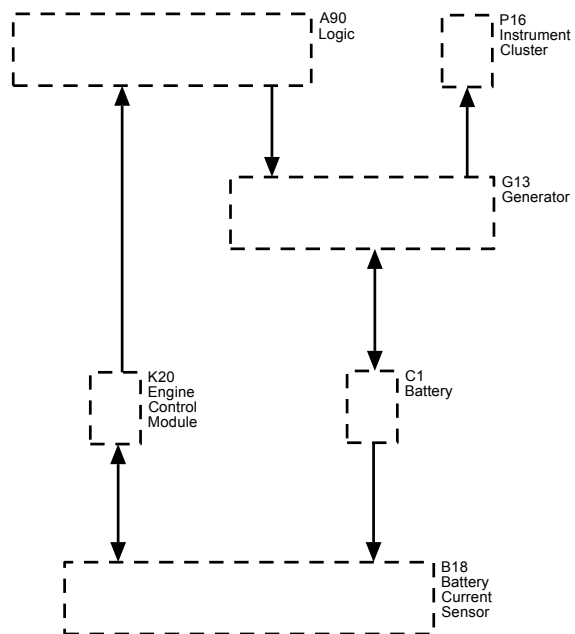 A90
Logic
P16
Instrument
Cluster
G13
Generator
K20
Engine
Control
Module
C1
Battery
B18
Battery
Current
Sensor